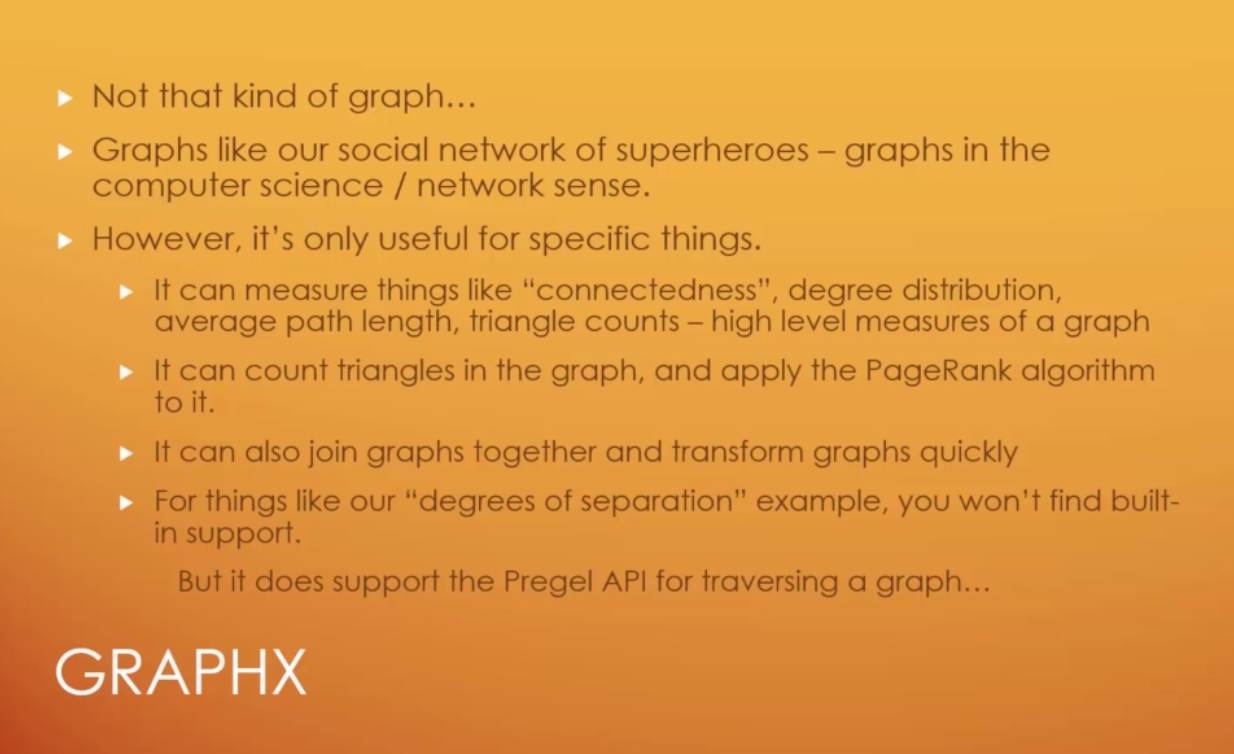 Not that kind of graph…
Graphs like our social network of superheroes – graphs in the
computer science / network sense.
However, it’s only useful for specific things.
It can measure things like “connectedness”, degree distribution,
average path length, triangle counts – high level measures of a graph
It can count triangles in the graph, and apply the PageRank algorithm
to it.
It can also join graphs together and transform graphs quickly
For things like our “degrees of separation” example, you won’t find built-
in support.
But it does support the Pregel API for traversing a graph…
GRAPHX